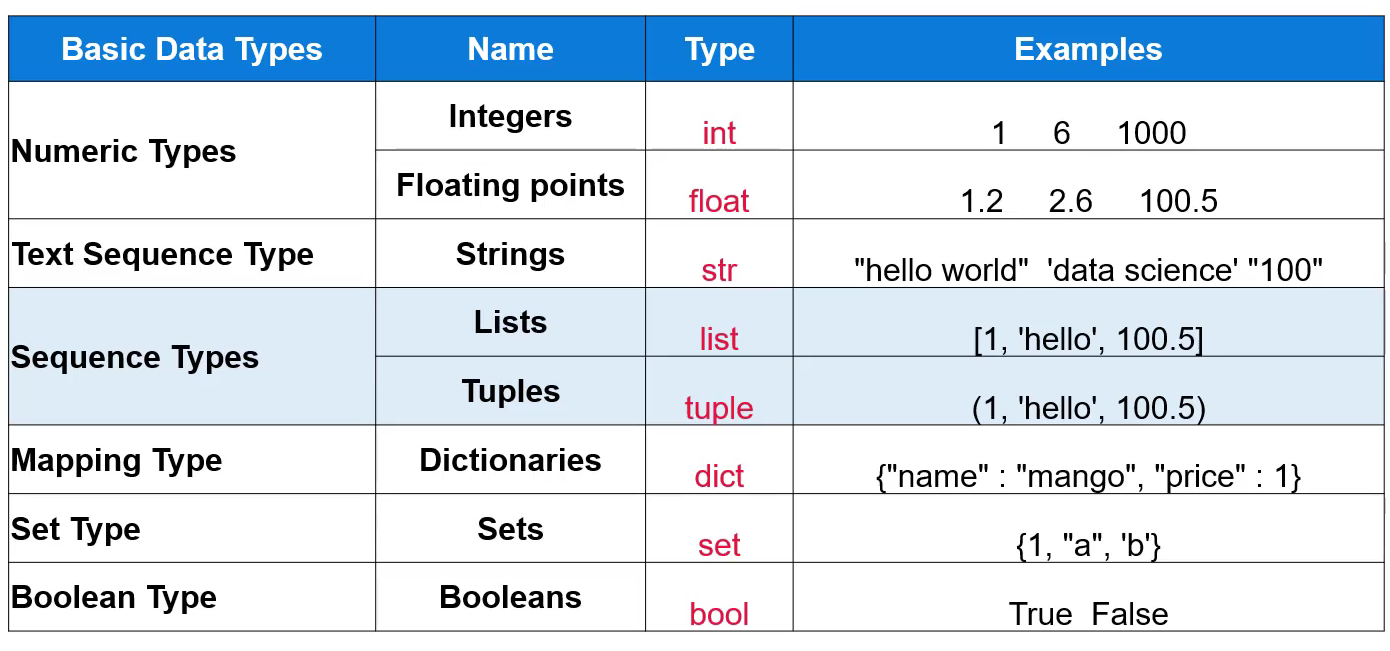 Basic Data Types Name Type Examples
Numeric Types
Integers int 1 6 1000
Floating points float 1.2 2.6 100.5
Text Sequence Type Strings str "hello world" 'data science' "100"
Sequence Types
Lists list [1, 'hello', 100.5]
Tuples tuple (1, 'hello', 100.5)
Mapping Type Dictionaries dict {"name" : "mango", "price" : 1}
Set Type Sets set {1, "a", 'b'}
Boolean Type Booleans bool True False